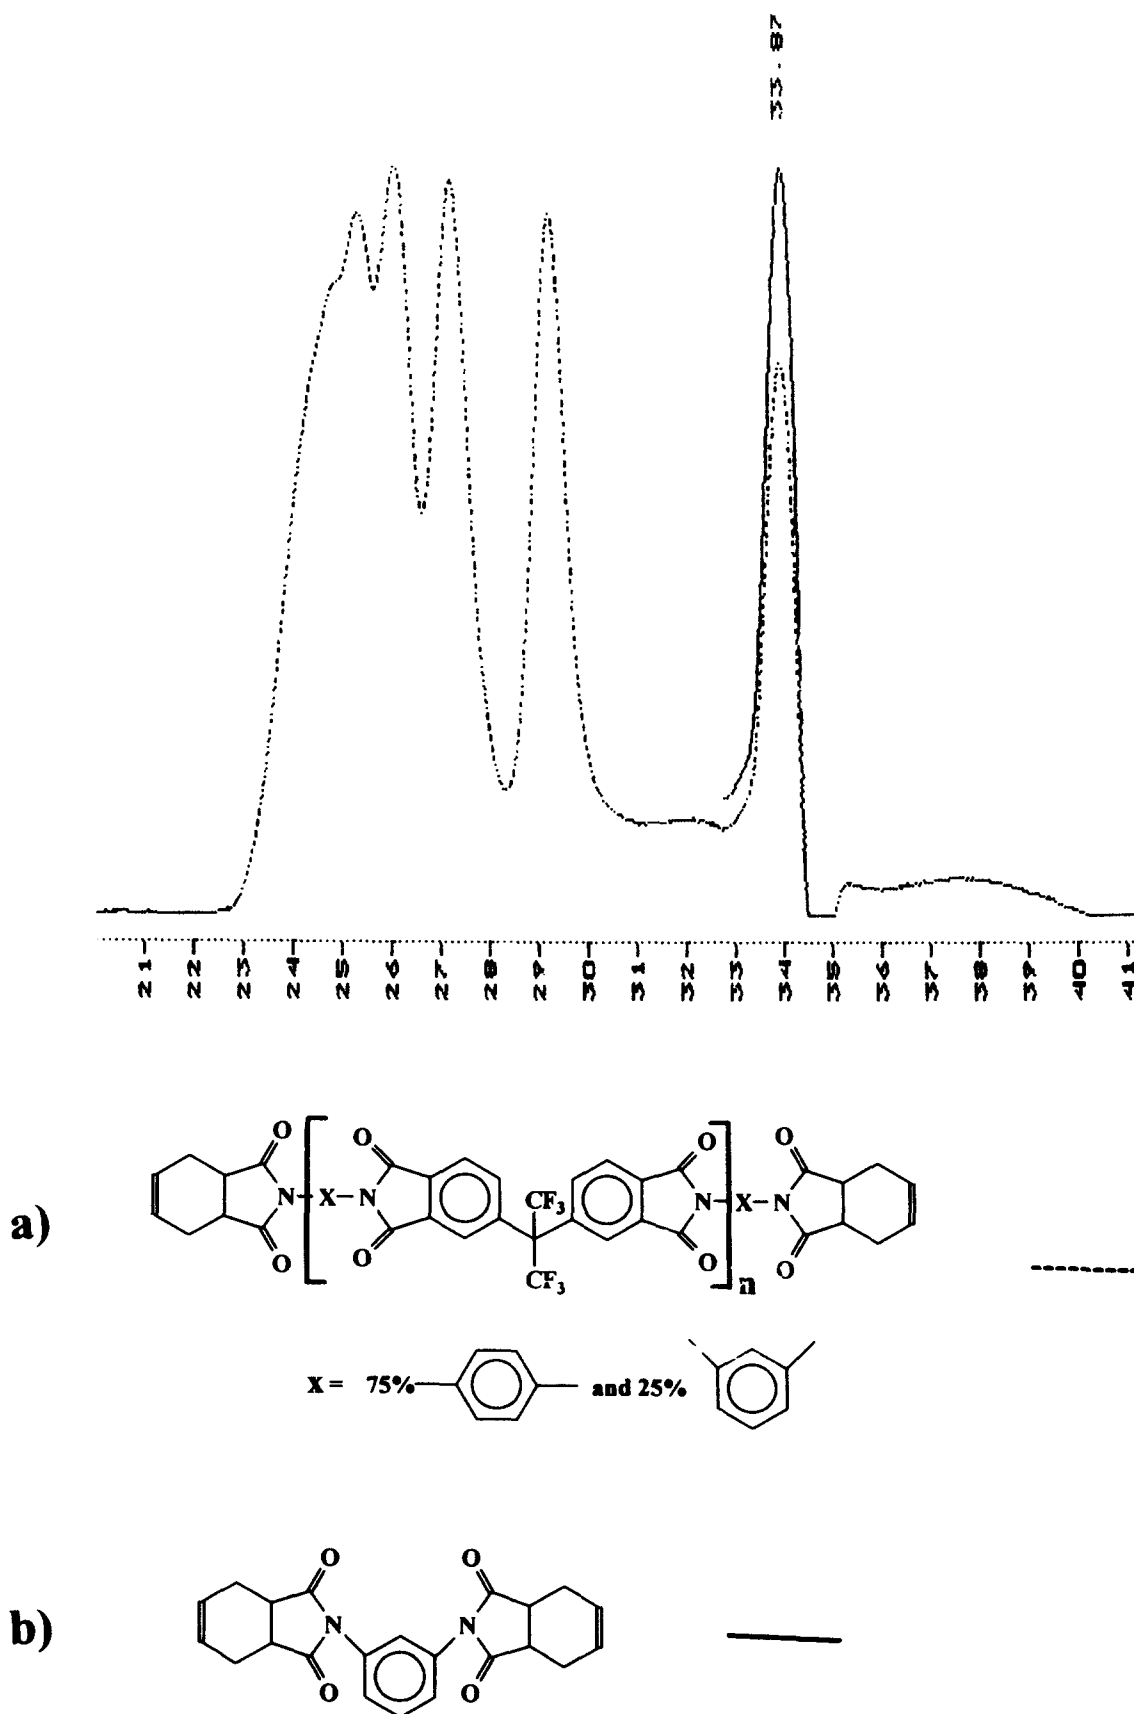 33.87
21 22 23 24 25 26 27 28 29 30 31 32 33 34 35 36 37 38 39 40 41
a)
O O O O O O
N X N N X N
CF3
CF3
O O O O O O
n
X = 75% and 25%
b)
O O
N N
O O